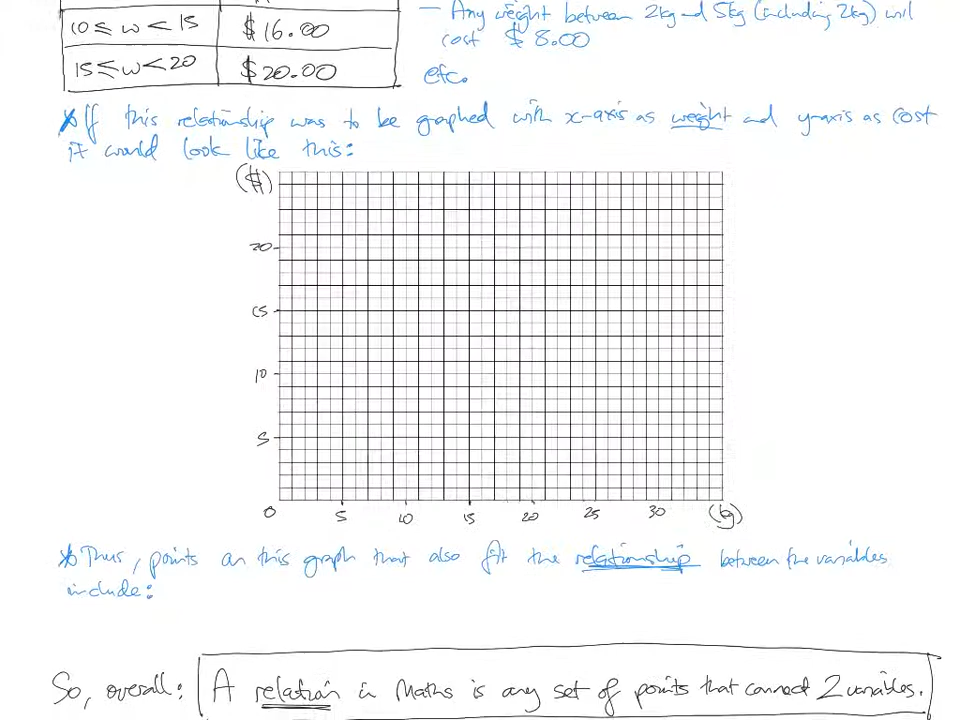 — Any weight between 2kg and 5kg (including 2kg) will
10 ≤ w < 15 $16.00
cost $8.00
15 ≤ w < 20 $20.00
etc.
* If this relationship was to be graphed with x-axis as weight and y-axis as cost
it would look like this:
($)
20
15
10
5
0 5 10 15 20 25 30 (kg)
* Thus, points on this graph that also fit the relationship between the variables
include:
So, overall: A relation in Maths is any set of points that connect 2 variables.